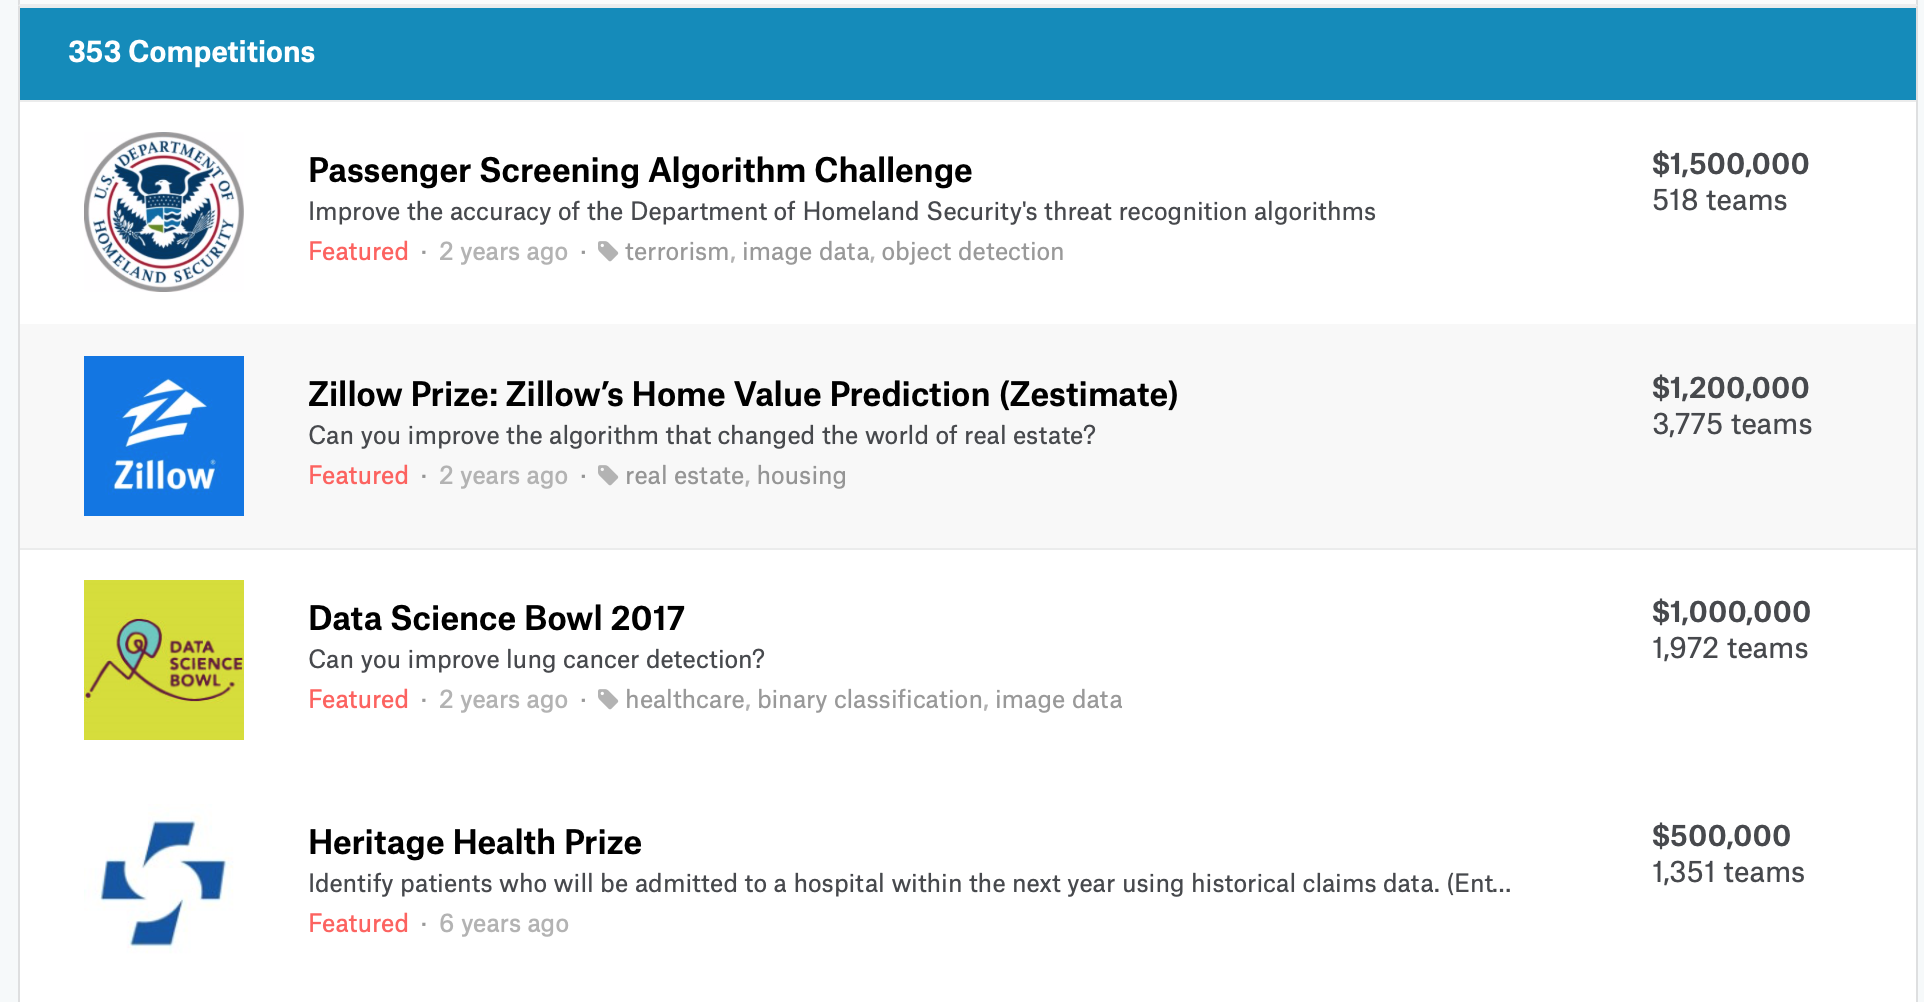 353 Competitions
U.S. DEPARTMENT OF HOMELAND SECURITY
Passenger Screening Algorithm Challenge
Improve the accuracy of the Department of Homeland Security's threat recognition algorithms
Featured · 2 years ago · terrorism, image data, object detection
$1,500,000
518 teams
Zillow
Zillow Prize: Zillow’s Home Value Prediction (Zestimate)
Can you improve the algorithm that changed the world of real estate?
Featured · 2 years ago · real estate, housing
$1,200,000
3,775 teams
DATA
SCIENCE
BOWL
Data Science Bowl 2017
Can you improve lung cancer detection?
Featured · 2 years ago · healthcare, binary classification, image data
$1,000,000
1,972 teams
Heritage Health Prize
Identify patients who will be admitted to a hospital within the next year using historical claims data. (Ent...
Featured · 6 years ago
$500,000
1,351 teams